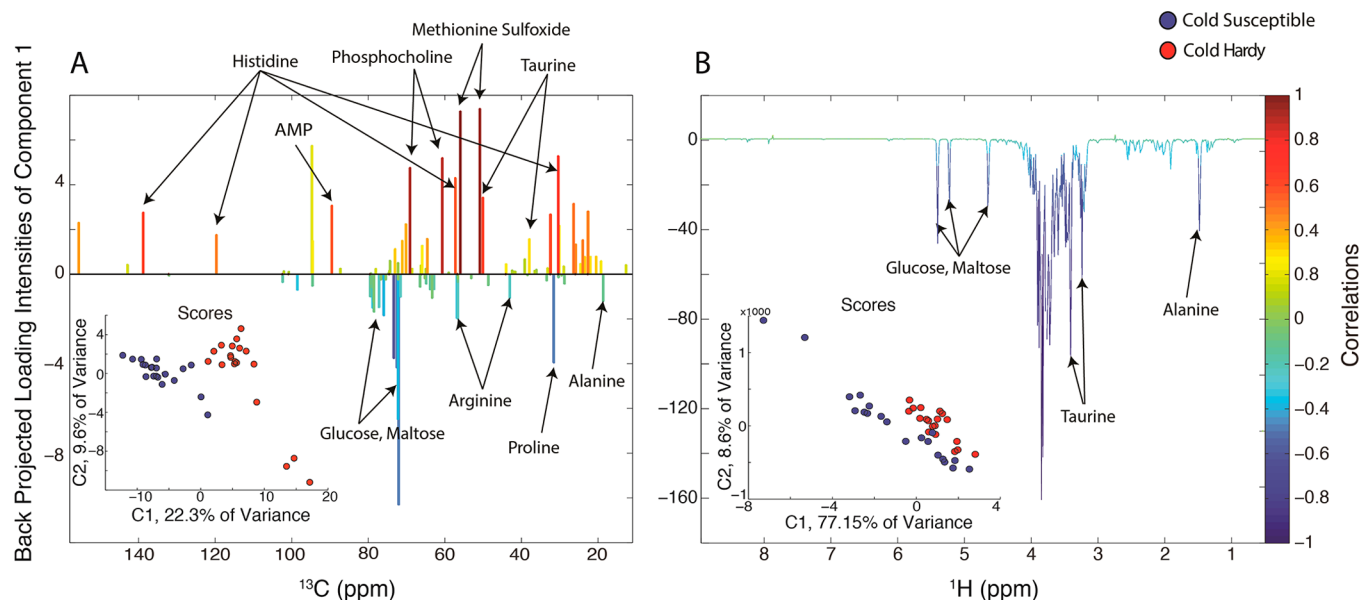 Cold Susceptible
Cold Hardy
A
B
Back Projected Loading Intensities of Component 1
Histidine
Phosphocholine
Methionine Sulfoxide
Taurine
AMP
4
0
−4
−8
Glucose, Maltose
Arginine
Proline
Alanine
Scores
C2, 9.6% of Variance
4
0
−4
−8
−10
0
10
20
C1, 22.3% of Variance
140
120
100
80
60
40
20
13C (ppm)
0
−40
−80
−120
−160
Glucose, Maltose
Alanine
Taurine
Scores
x1000
C2, 8.6% of Variance
1
0
−1
−8
−4
0
4
C1, 77.15% of Variance
8
7
6
5
4
3
2
1
1H (ppm)
1
0.8
0.6
0.4
0.8
0
−0.2
−0.4
−0.6
−0.8
−1
Correlations